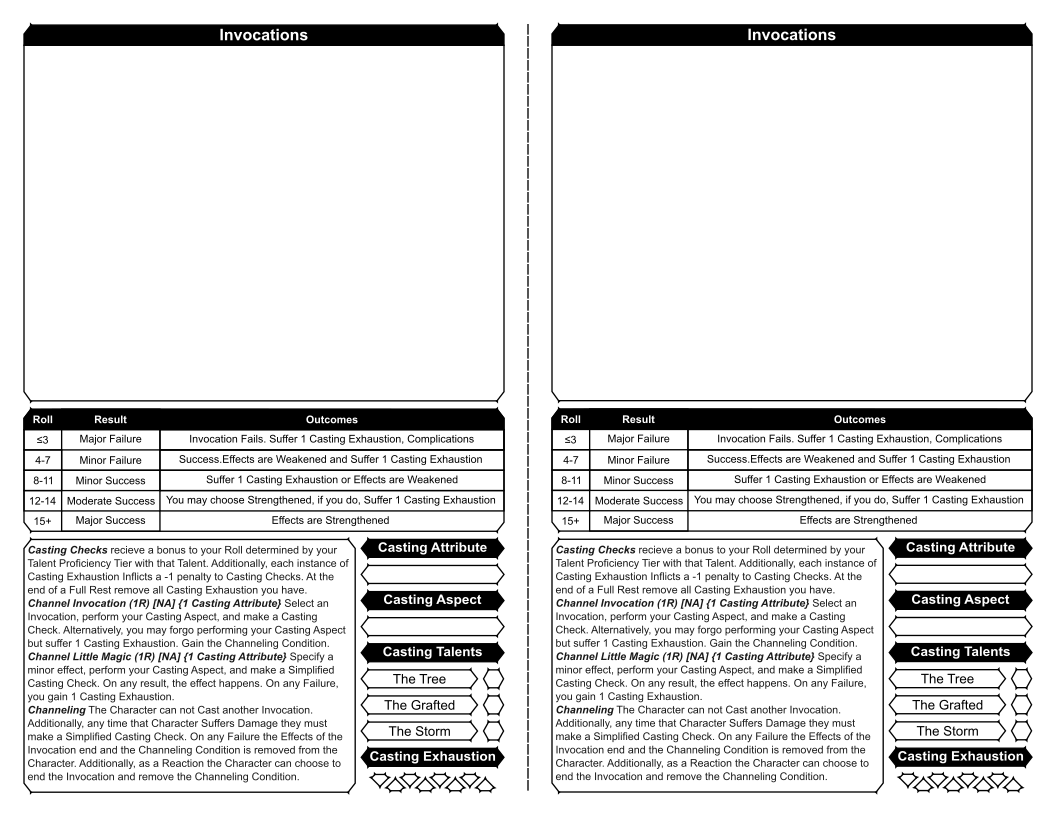 Invocations
Roll Result Outcomes
≤3 Major Failure Invocation Fails. Suffer 1 Casting Exhaustion, Complications
4-7 Minor Failure Success.Effects are Weakened and Suffer 1 Casting Exhaustion
8-11 Minor Success Suffer 1 Casting Exhaustion or Effects are Weakened
12-14 Moderate Success You may choose Strengthened, if you do, Suffer 1 Casting Exhaustion
15+ Major Success Effects are Strengthened
Casting Checks recieve a bonus to your Roll determined by your
Talent Proficiency Tier with that Talent. Additionally, each instance of
Casting Exhaustion Inflicts a -1 penalty to Casting Checks. At the
end of a Full Rest remove all Casting Exhaustion you have.
Channel Invocation (1R) [NA] {1 Casting Attribute} Select an
Invocation, perform your Casting Aspect, and make a Casting
Check. Alternatively, you may forgo performing your Casting Aspect
but suffer 1 Casting Exhaustion. Gain the Channeling Condition.
Channel Little Magic (1R) [NA] {1 Casting Attribute} Specify a
minor effect, perform your Casting Aspect, and make a Simplified
Casting Check. On any result, the effect happens. On any Failure,
you gain 1 Casting Exhaustion.
Channeling The Character can not Cast another Invocation.
Additionally, any time that Character Suffers Damage they must
make a Simplified Casting Check. On any Failure the Effects of the
Invocation end and the Channeling Condition is removed from the
Character. Additionally, as a Reaction the Character can choose to
end the Invocation and remove the Channeling Condition.
Casting Attribute
Casting Aspect
Casting Talents
The Tree
The Grafted
The Storm
Casting Exhaustion
Invocations
Roll Result Outcomes
≤3 Major Failure Invocation Fails. Suffer 1 Casting Exhaustion, Complications
4-7 Minor Failure Success.Effects are Weakened and Suffer 1 Casting Exhaustion
8-11 Minor Success Suffer 1 Casting Exhaustion or Effects are Weakened
12-14 Moderate Success You may choose Strengthened, if you do, Suffer 1 Casting Exhaustion
15+ Major Success Effects are Strengthened
Casting Checks recieve a bonus to your Roll determined by your
Talent Proficiency Tier with that Talent. Additionally, each instance of
Casting Exhaustion Inflicts a -1 penalty to Casting Checks. At the
end of a Full Rest remove all Casting Exhaustion you have.
Channel Invocation (1R) [NA] {1 Casting Attribute} Select an
Invocation, perform your Casting Aspect, and make a Casting
Check. Alternatively, you may forgo performing your Casting Aspect
but suffer 1 Casting Exhaustion. Gain the Channeling Condition.
Channel Little Magic (1R) [NA] {1 Casting Attribute} Specify a
minor effect, perform your Casting Aspect, and make a Simplified
Casting Check. On any result, the effect happens. On any Failure,
you gain 1 Casting Exhaustion.
Channeling The Character can not Cast another Invocation.
Additionally, any time that Character Suffers Damage they must
make a Simplified Casting Check. On any Failure the Effects of the
Invocation end and the Channeling Condition is removed from the
Character. Additionally, as a Reaction the Character can choose to
end the Invocation and remove the Channeling Condition.
Casting Attribute
Casting Aspect
Casting Talents
The Tree
The Grafted
The Storm
Casting Exhaustion